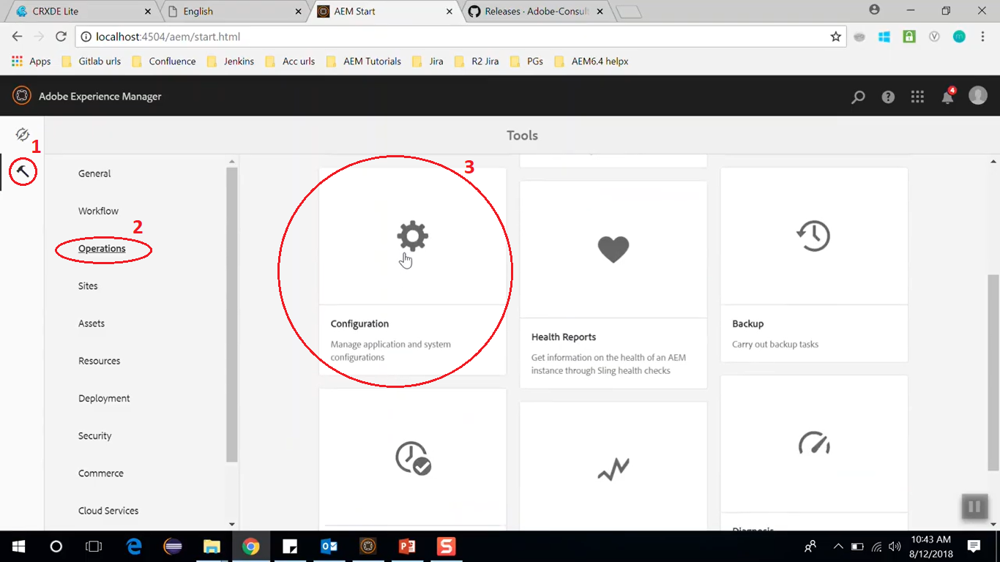 CRXDE Lite
English
AEM Start
Releases · Adobe-Consult
localhost:4504/aem/start.html
Apps
Gitlab urls
Confluence
Jenkins
Acc urls
AEM Tutorials
Jira
R2 Jira
PGs
AEM6.4 helpx
Adobe Experience Manager
4
Tools
1
General
Workflow
2
Operations
Sites
Assets
Resources
Deployment
Security
Commerce
Cloud Services
3
Configuration
Manage application and system
configurations
Health Reports
Get information on the health of an AEM
instance through Sling health checks
Backup
Carry out backup tasks
Diagnosis
10:43 AM
8/12/2018